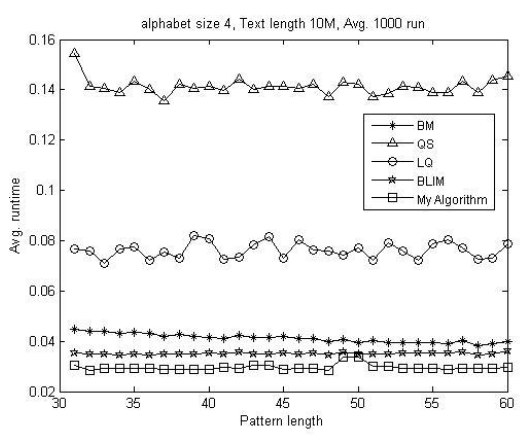 alphabet size 4, Text length 10M, Avg. 1000 run
0.16
0.14
0.12
0.1
0.08
0.06
0.04
0.02
Avg. runtime
BM
QS
LQ
BLIM
My Algorithm
30 35 40 45 50 55 60
Pattern length